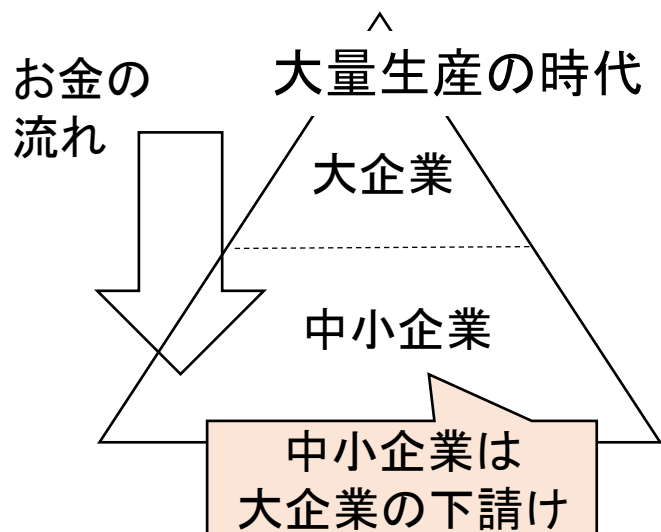 大量生産の時代
お金の
流れ
大企業
中小企業
中小企業は
大企業の下請け